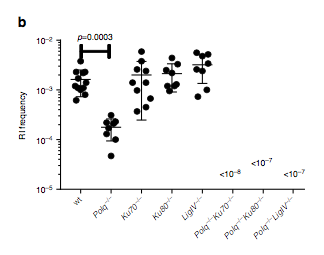 b
p=0.0003
10⁻²
10⁻³
10⁻⁴
10⁻⁵
RI frequency
<10⁻⁸
<10⁻⁷
<10⁻⁷
wt
Polq⁻/⁻
Ku70⁻/⁻
Ku80⁻/⁻
LigIV⁻/⁻
Polq⁻/⁻Ku70⁻/⁻
Polq⁻/⁻Ku80⁻/⁻
Polq⁻/⁻LigIV⁻/⁻